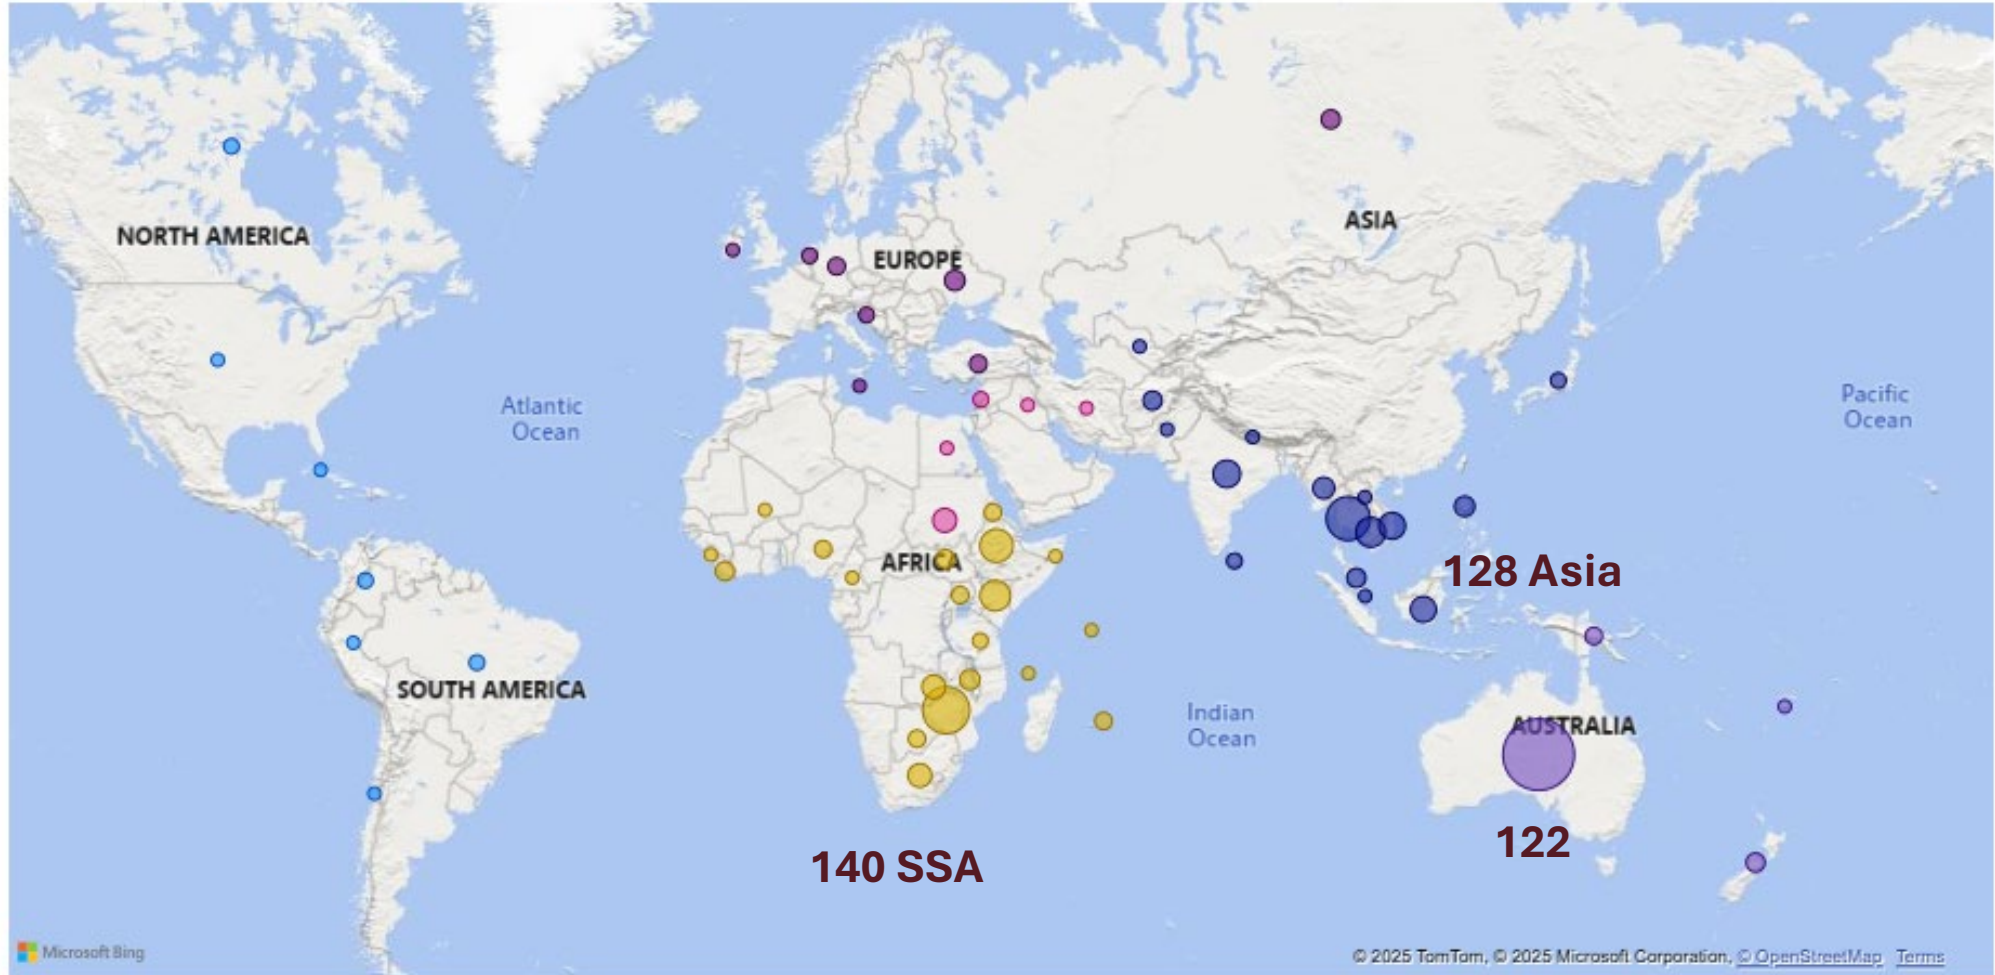 ASIA
NORTH AMERICA
EUROPE
Atlantic
Ocean
Pacific
Ocean
AFRICA
128 Asia
SOUTH AMERICA
Indian
Ocean
AUSTRALIA
122
140 SSA
Microsoft Bing
© 2025 TomTom, © 2025 Microsoft Corporation, © OpenStreetMap Terms